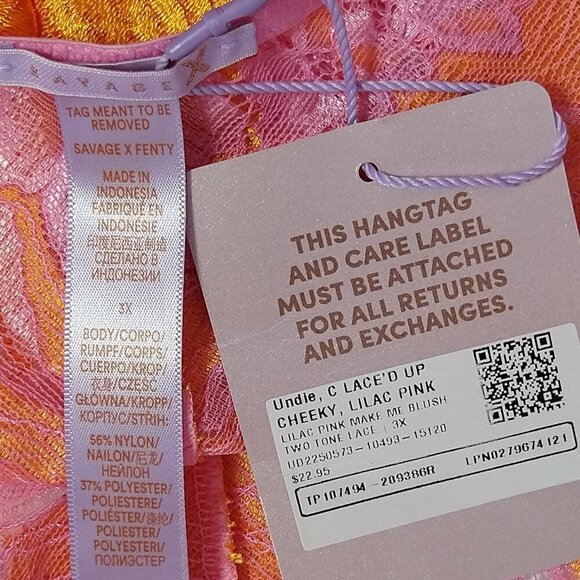 SAVAGE X
TAG MEANT TO BE
REMOVED
SAVAGE X FENTY
MADE IN
INDONESIA
FABRIQUÉ EN
INDONÉSIE
印度尼西亚制造
СДЕЛАНО В
ИНДОНЕЗИИ
3X
BODY/CORPO/
RUMPF/CORPS/
CUERPO/KROP/
衣身/CZĘŚĆ
GŁÓWNA/KROPP/
КОРПУС/STRIH:
56% NYLON/
NAILON/尼龙/
НЕЙЛОН
37% POLYESTER/
POLIESTERE/
POLIÉSTER/涤纶/
POLIESTER/
POLYESTERI/
ПОЛИЭСТЕР
THIS HANGTAG
AND CARE LABEL
MUST BE ATTACHED
FOR ALL RETURNS
AND EXCHANGES.
Undie, C LACE'D UP
CHEEKY, LILAC PINK
LILAC PINK MAKE ME BLUSH
TWO TONE LACE | 3X
UD2250573-10493-15120
$22.95
TP107494 -209386R LPN0279674121